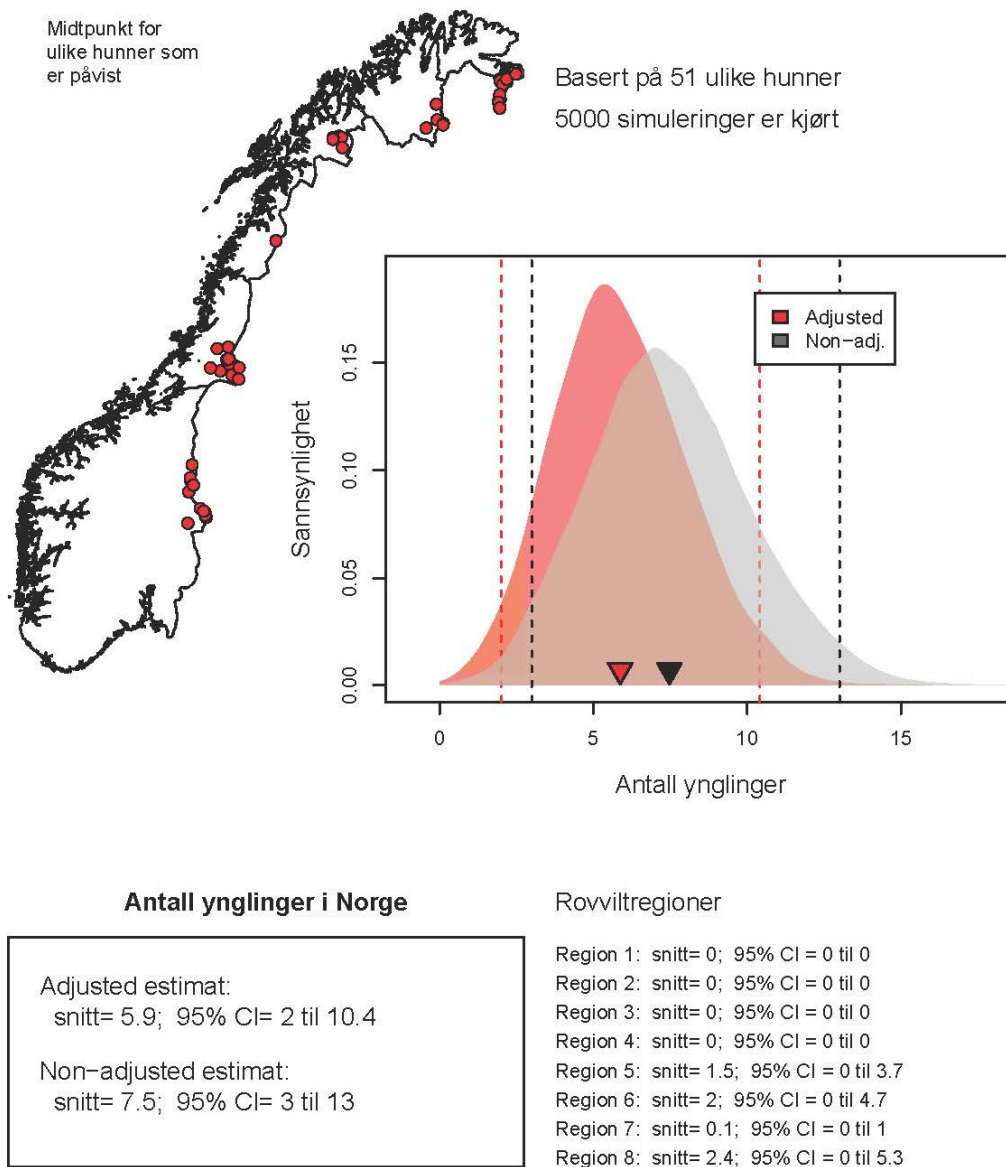 Midtpunkt for
ulike hunner som
er påvist
Basert på 51 ulike hunner
5000 simuleringer er kjørt
Adjusted
Non−adj.
Sannsynlighet
0.15
0.10
0.05
0.00
0 5 10 15
Antall ynglinger
Antall ynglinger i Norge
Adjusted estimat:
snitt= 5.9; 95% CI= 2 til 10.4
Non−adjusted estimat:
snitt= 7.5; 95% CI= 3 til 13
Rovviltregioner
Region 1: snitt= 0; 95% CI = 0 til 0
Region 2: snitt= 0; 95% CI = 0 til 0
Region 3: snitt= 0; 95% CI = 0 til 0
Region 4: snitt= 0; 95% CI = 0 til 0
Region 5: snitt= 1.5; 95% CI = 0 til 3.7
Region 6: snitt= 2; 95% CI = 0 til 4.7
Region 7: snitt= 0.1; 95% CI = 0 til 1
Region 8: snitt= 2.4; 95% CI = 0 til 5.3